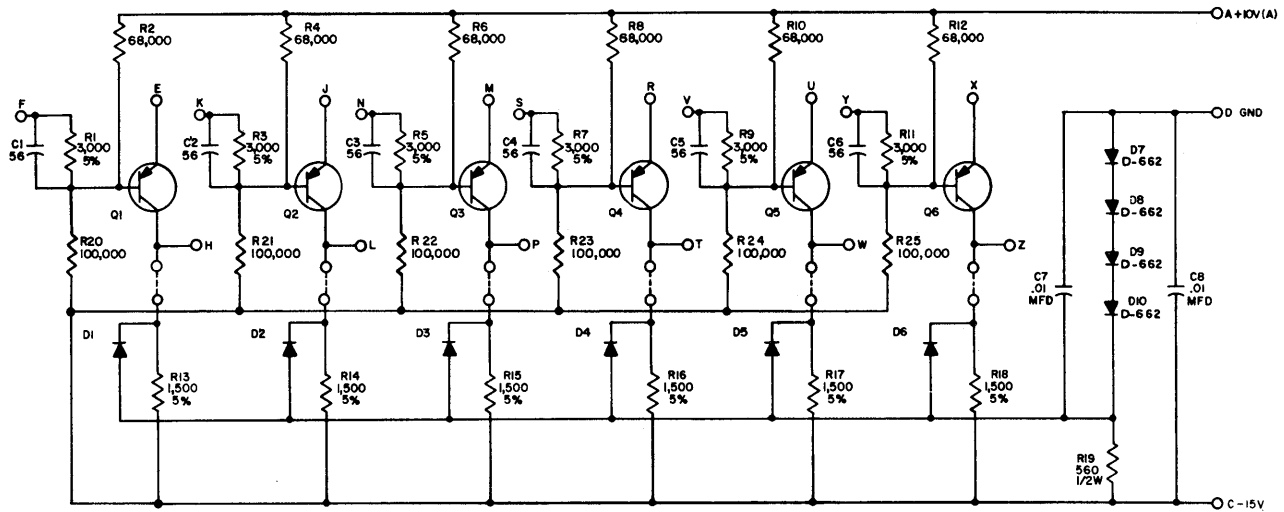 R2
68,000
R4
68,000
R6
68,000
R8
68,000
R10
68,000
R12
68,000
A+10V(A)
F
E
K
J
N
M
S
R
V
U
Y
X
D GND
C1
56
R1
3,000
5%
C2
56
R3
3,000
5%
C3
56
R5
3,000
5%
C4
56
R7
3,000
5%
C5
56
R9
3,000
5%
C6
56
R11
3,000
5%
D7
D-662
D8
D-662
D9
D-662
D10
D-662
Q1
Q2
Q3
Q4
Q5
Q6
R20
100,000
H
R21
100,000
L
R22
100,000
P
R23
100,000
T
R24
100,000
W
R25
100,000
Z
C7
.01
MFD
C8
.01
MFD
D1
D2
D3
D4
D5
D6
R13
1,500
5%
R14
1,500
5%
R15
1,500
5%
R16
1,500
5%
R17
1,500
5%
R18
1,500
5%
R19
560
1/2W
C-15V